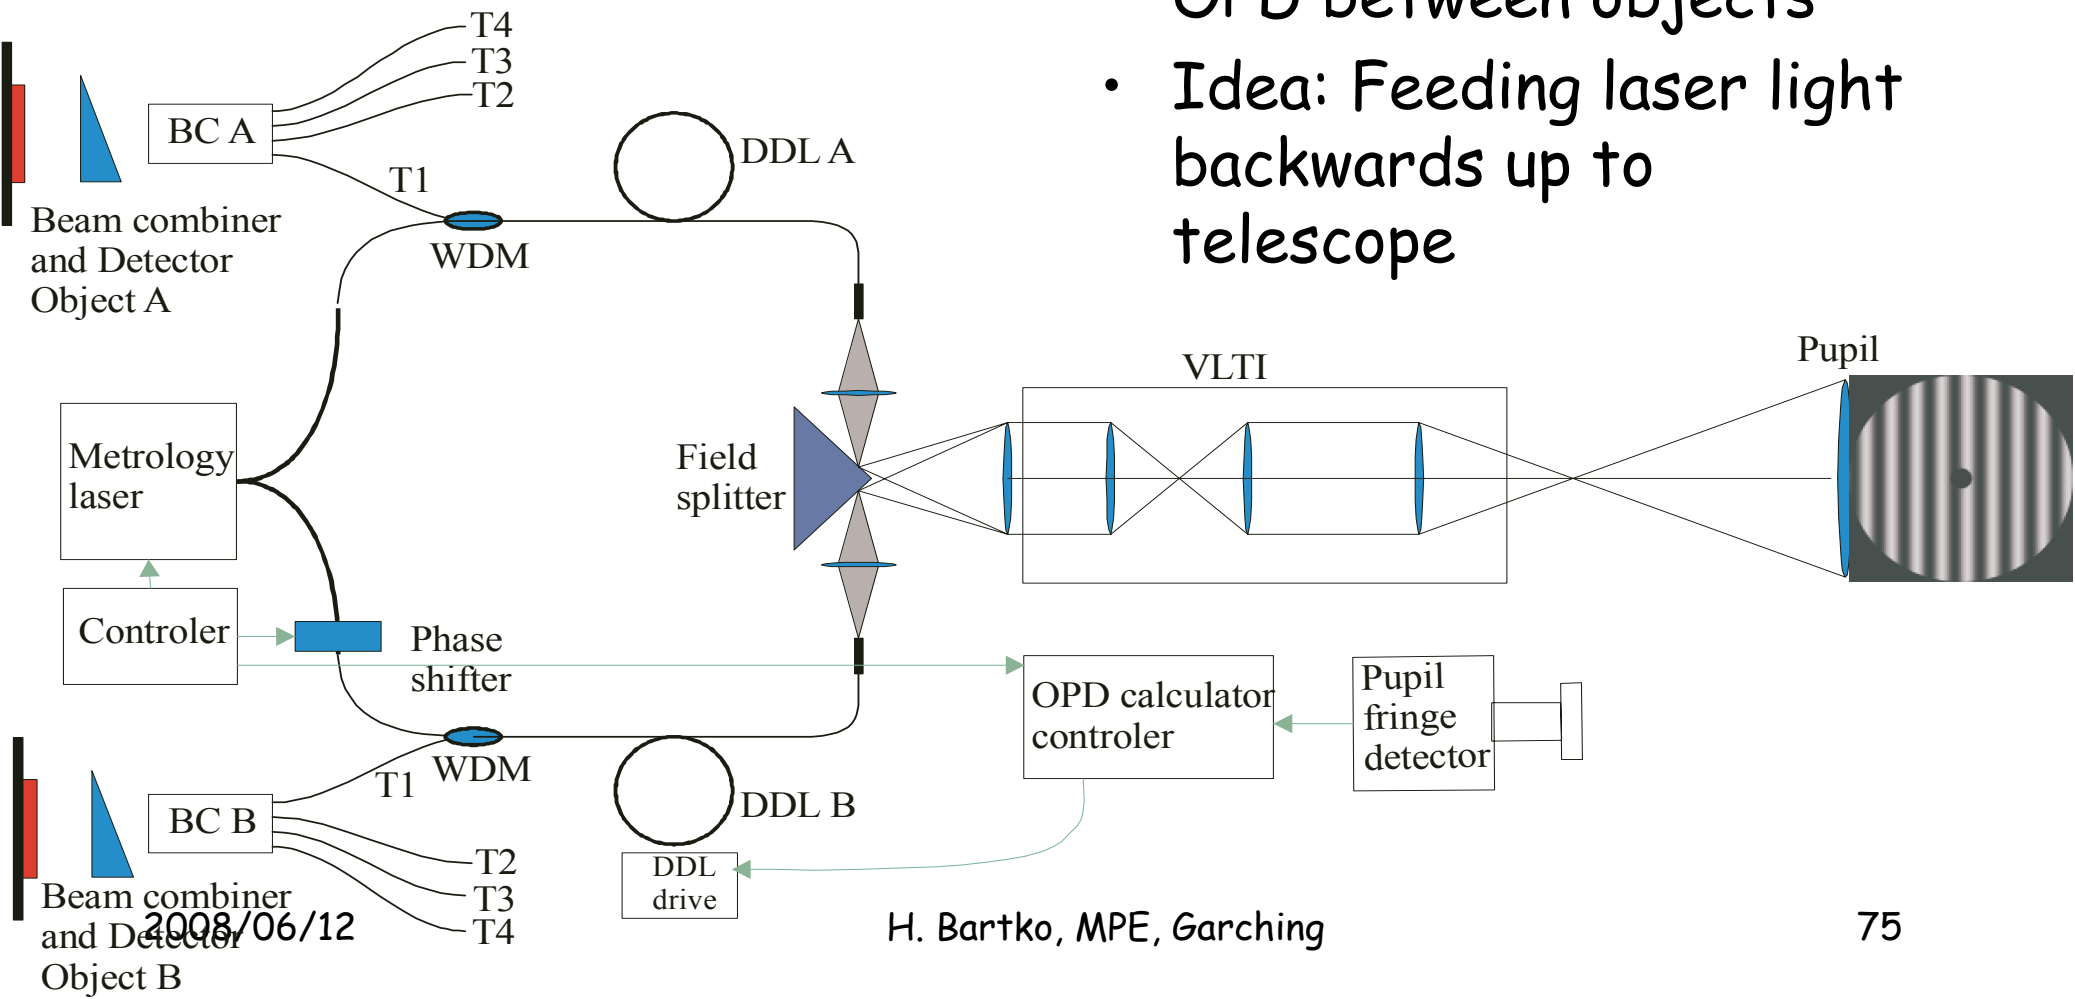 OPD between objects
• Idea: Feeding laser light
backwards up to
telescope
T4
T3
T2
BC A
T1
DDL A
WDM
Beam combiner
and Detector
Object A
VLTI
Pupil
Metrology
laser
Field
splitter
Controler
Phase
shifter
OPD calculator
controler
Pupil
fringe
detector
WDM
T1
BC B
DDL B
T2
T3
T4
DDL
drive
Beam combiner
and Detector
Object B
2008/06/12
H. Bartko, MPE, Garching
75